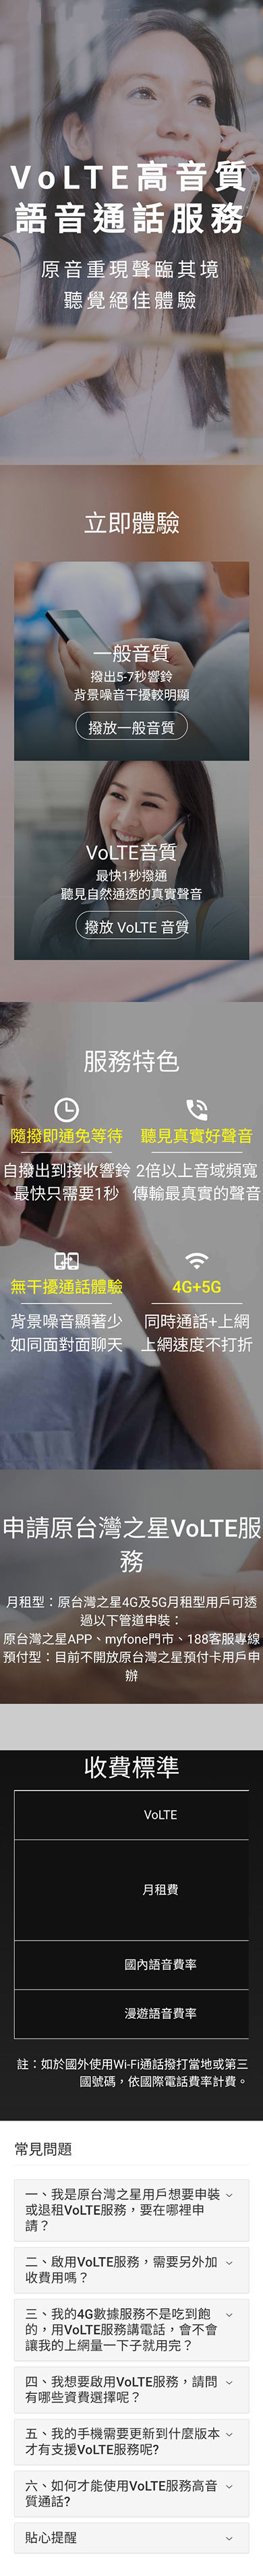 VoLTE高音質
語音通話服務
原音重現聲臨其境
聽覺絕佳體驗
立即體驗
一般音質
撥出5-7秒響鈴
背景噪音干擾較明顯
撥放一般音質
VoLTE音質
最快1秒撥通
聽見自然通透的真實聲音
撥放 VoLTE 音質
服務特色
隨撥即通免等待
自撥出到接收響鈴
最快只需要1秒
聽見真實好聲音
2倍以上音域頻寬
傳輸最真實的聲音
無干擾通話體驗
背景噪音顯著少
如同面對面聊天
4G+5G
同時通話+上網
上網速度不打折
申請原台灣之星VoLTE服
務
月租型：原台灣之星4G及5G月租型用戶可透
過以下管道申裝：
原台灣之星APP、myfone門市、188客服專線
預付型：目前不開放原台灣之星預付卡用戶申
辦
收費標準
VoLTE
月租費
國內語音費率
漫遊語音費率
註：如於國外使用Wi-Fi通話撥打當地或第三
國號碼，依國際電話費率計費。
常見問題
一、我是原台灣之星用戶想要申裝
或退租VoLTE服務，要在哪裡申
請？
二、啟用VoLTE服務，需要另外加
收費用嗎？
三、我的4G數據服務不是吃到飽
的，用VoLTE服務講電話，會不會
讓我的上網量一下子就用完？
四、我想要啟用VoLTE服務，請問
有哪些資費選擇呢？
五、我的手機需要更新到什麼版本
才有支援VoLTE服務呢?
六、如何才能使用VoLTE服務高音
質通話?
貼心提醒